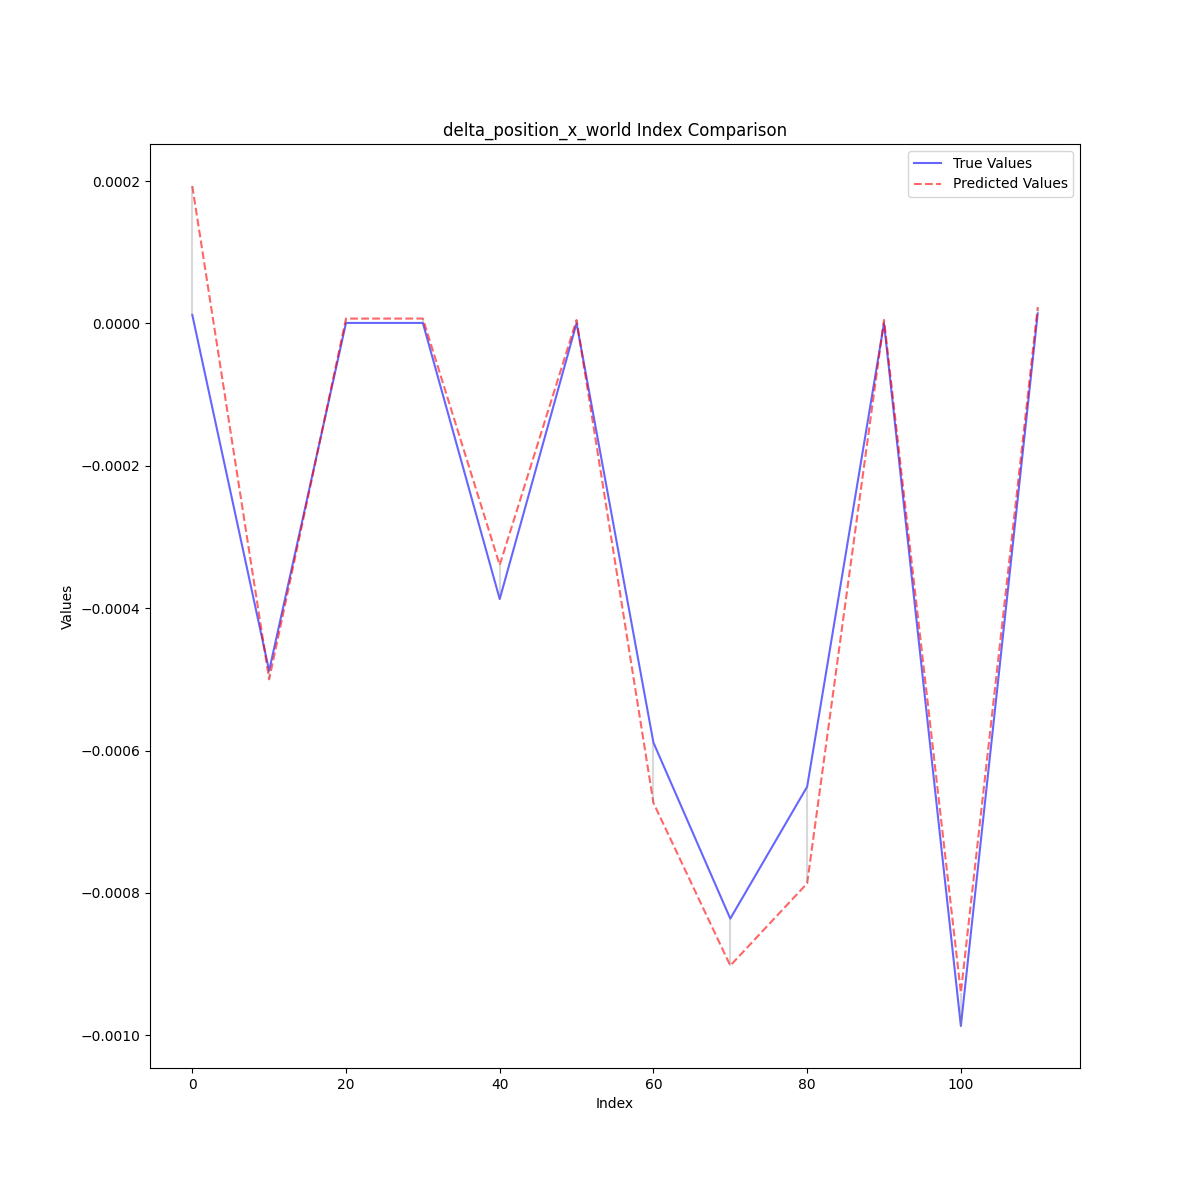 delta_position_x_world Index Comparison
True Values
Predicted Values
0.0002
0.0000
−0.0002
−0.0004
−0.0006
−0.0008
−0.0010
Values
0
20
40
60
80
100
Index